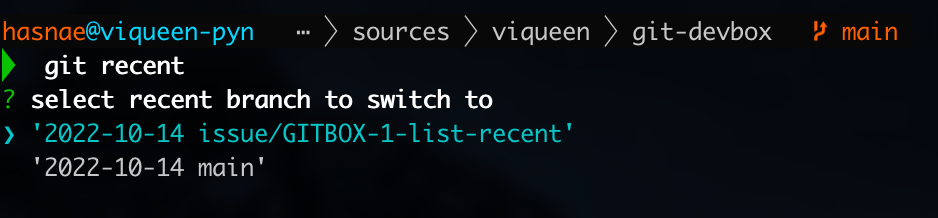 hasnae@viqueen-pyn … sources viqueen git-devbox main
git recent
? select recent branch to switch to
❯ '2022-10-14 issue/GITBOX-1-list-recent'
'2022-10-14 main'